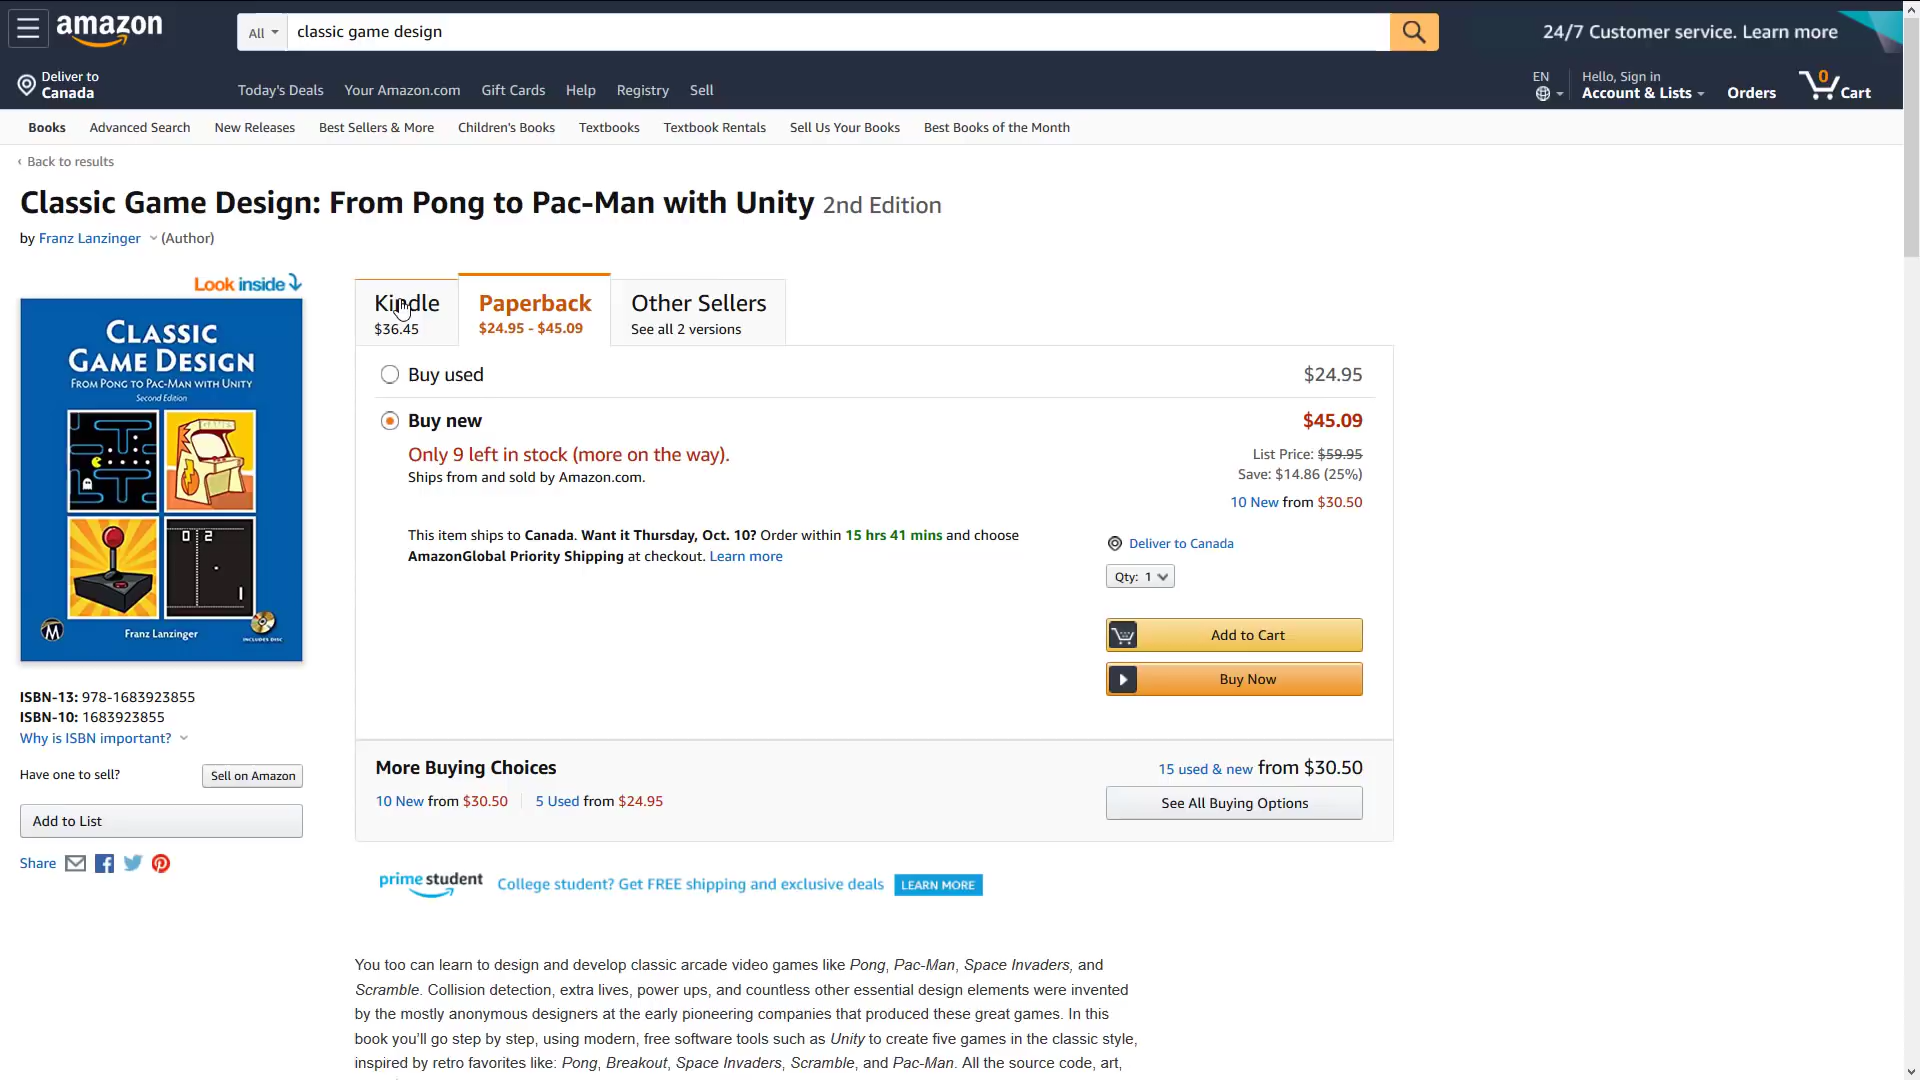 amazon
All
classic game design
24/7 Customer service. Learn more
Deliver to
Canada
Today's Deals Your Amazon.com Gift Cards Help Registry Sell
EN
Hello, Sign in
Account & Lists
Orders
0
Cart
Books Advanced Search New Releases Best Sellers & More Children's Books Textbooks Textbook Rentals Sell Us Your Books Best Books of the Month
‹ Back to results
Classic Game Design: From Pong to Pac-Man with Unity 2nd Edition
by Franz Lanzinger (Author)
Look inside
CLASSIC
GAME DESIGN
FROM PONG TO PAC-MAN WITH UNITY
Second Edition
0 2
M
Franz Lanzinger
INCLUDES DISC
ISBN-13: 978-1683923855
ISBN-10: 1683923855
Why is ISBN important?
Have one to sell?
Sell on Amazon
Add to List
Share
Kindle
$36.45
Paperback
$24.95 - $45.09
Other Sellers
See all 2 versions
Buy used
$24.95
Buy new
$45.09
Only 9 left in stock (more on the way).
Ships from and sold by Amazon.com.
List Price: $59.95
Save: $14.86 (25%)
10 New from $30.50
This item ships to Canada. Want it Thursday, Oct. 10? Order within 15 hrs 41 mins and choose
AmazonGlobal Priority Shipping at checkout. Learn more
Deliver to Canada
Qty: 1
Add to Cart
Buy Now
More Buying Choices
10 New from $30.50
5 Used from $24.95
15 used & new from $30.50
See All Buying Options
prime student
College student? Get FREE shipping and exclusive deals
LEARN MORE
You too can learn to design and develop classic arcade video games like Pong, Pac-Man, Space Invaders, and
Scramble. Collision detection, extra lives, power ups, and countless other essential design elements were invented
by the mostly anonymous designers at the early pioneering companies that produced these great games. In this
book you'll go step by step, using modern, free software tools such as Unity to create five games in the classic style,
inspired by retro favorites like: Pong, Breakout, Space Invaders, Scramble, and Pac-Man. All the source code, art,